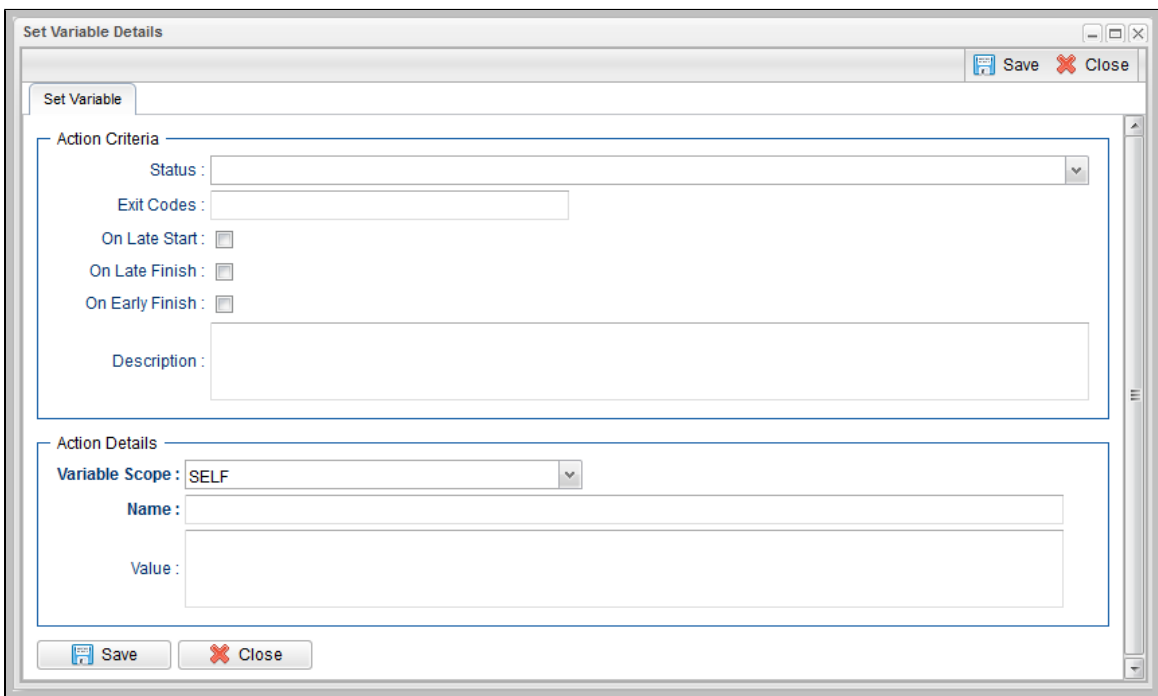 Set Variable Details
Save Close
Set Variable
Action Criteria
Status :
Exit Codes :
On Late Start :
On Late Finish :
On Early Finish :
Description :
Action Details
Variable Scope : SELF
Name :
Value :
Save Close